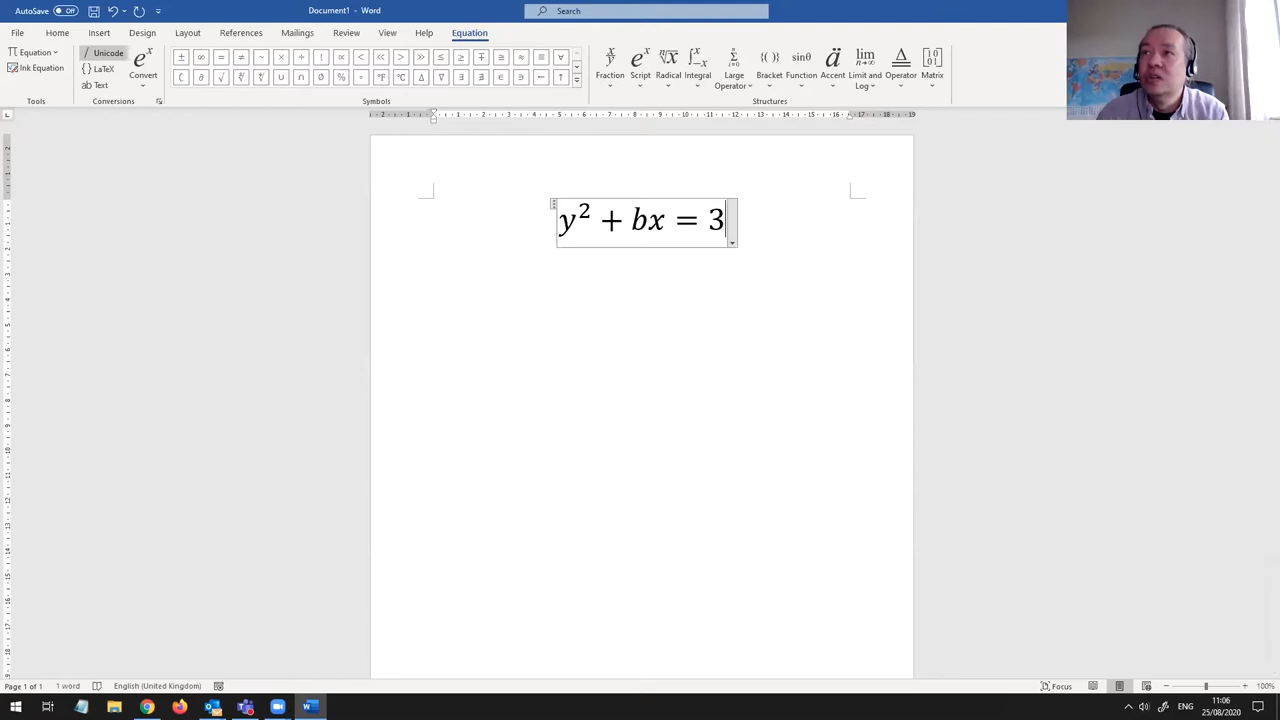 AutoSave Off Document1 - Word Search
File Home Insert Design Layout References Mailings Review View Help Equation
Equation Unicode LaTeX Text Convert Fraction Script Radical Integral Large Operator Bracket Function Accent Limit and Log Operator Matrix
Ink Equation
Tools Conversions Symbols Structures
y² + bx = 3
Page 1 of 1 1 word English (United Kingdom) Focus 100%
ENG 11:06
25/08/2020